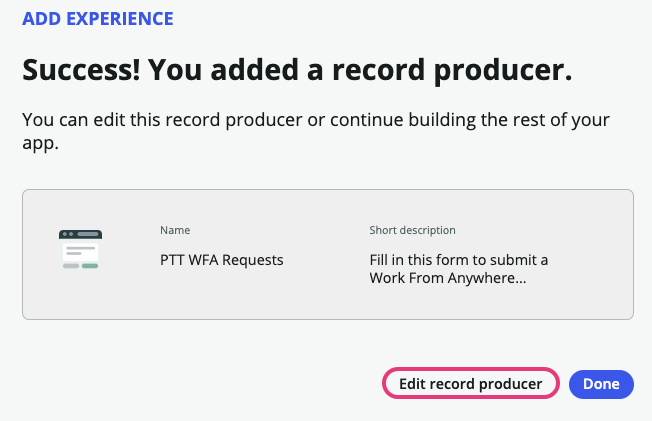 ADD EXPERIENCE
Success! You added a record producer.
You can edit this record producer or continue building the rest of your
app.
Name
Short description
PTT WFA Requests
Fill in this form to submit a
Work From Anywhere...
Edit record producer
Done